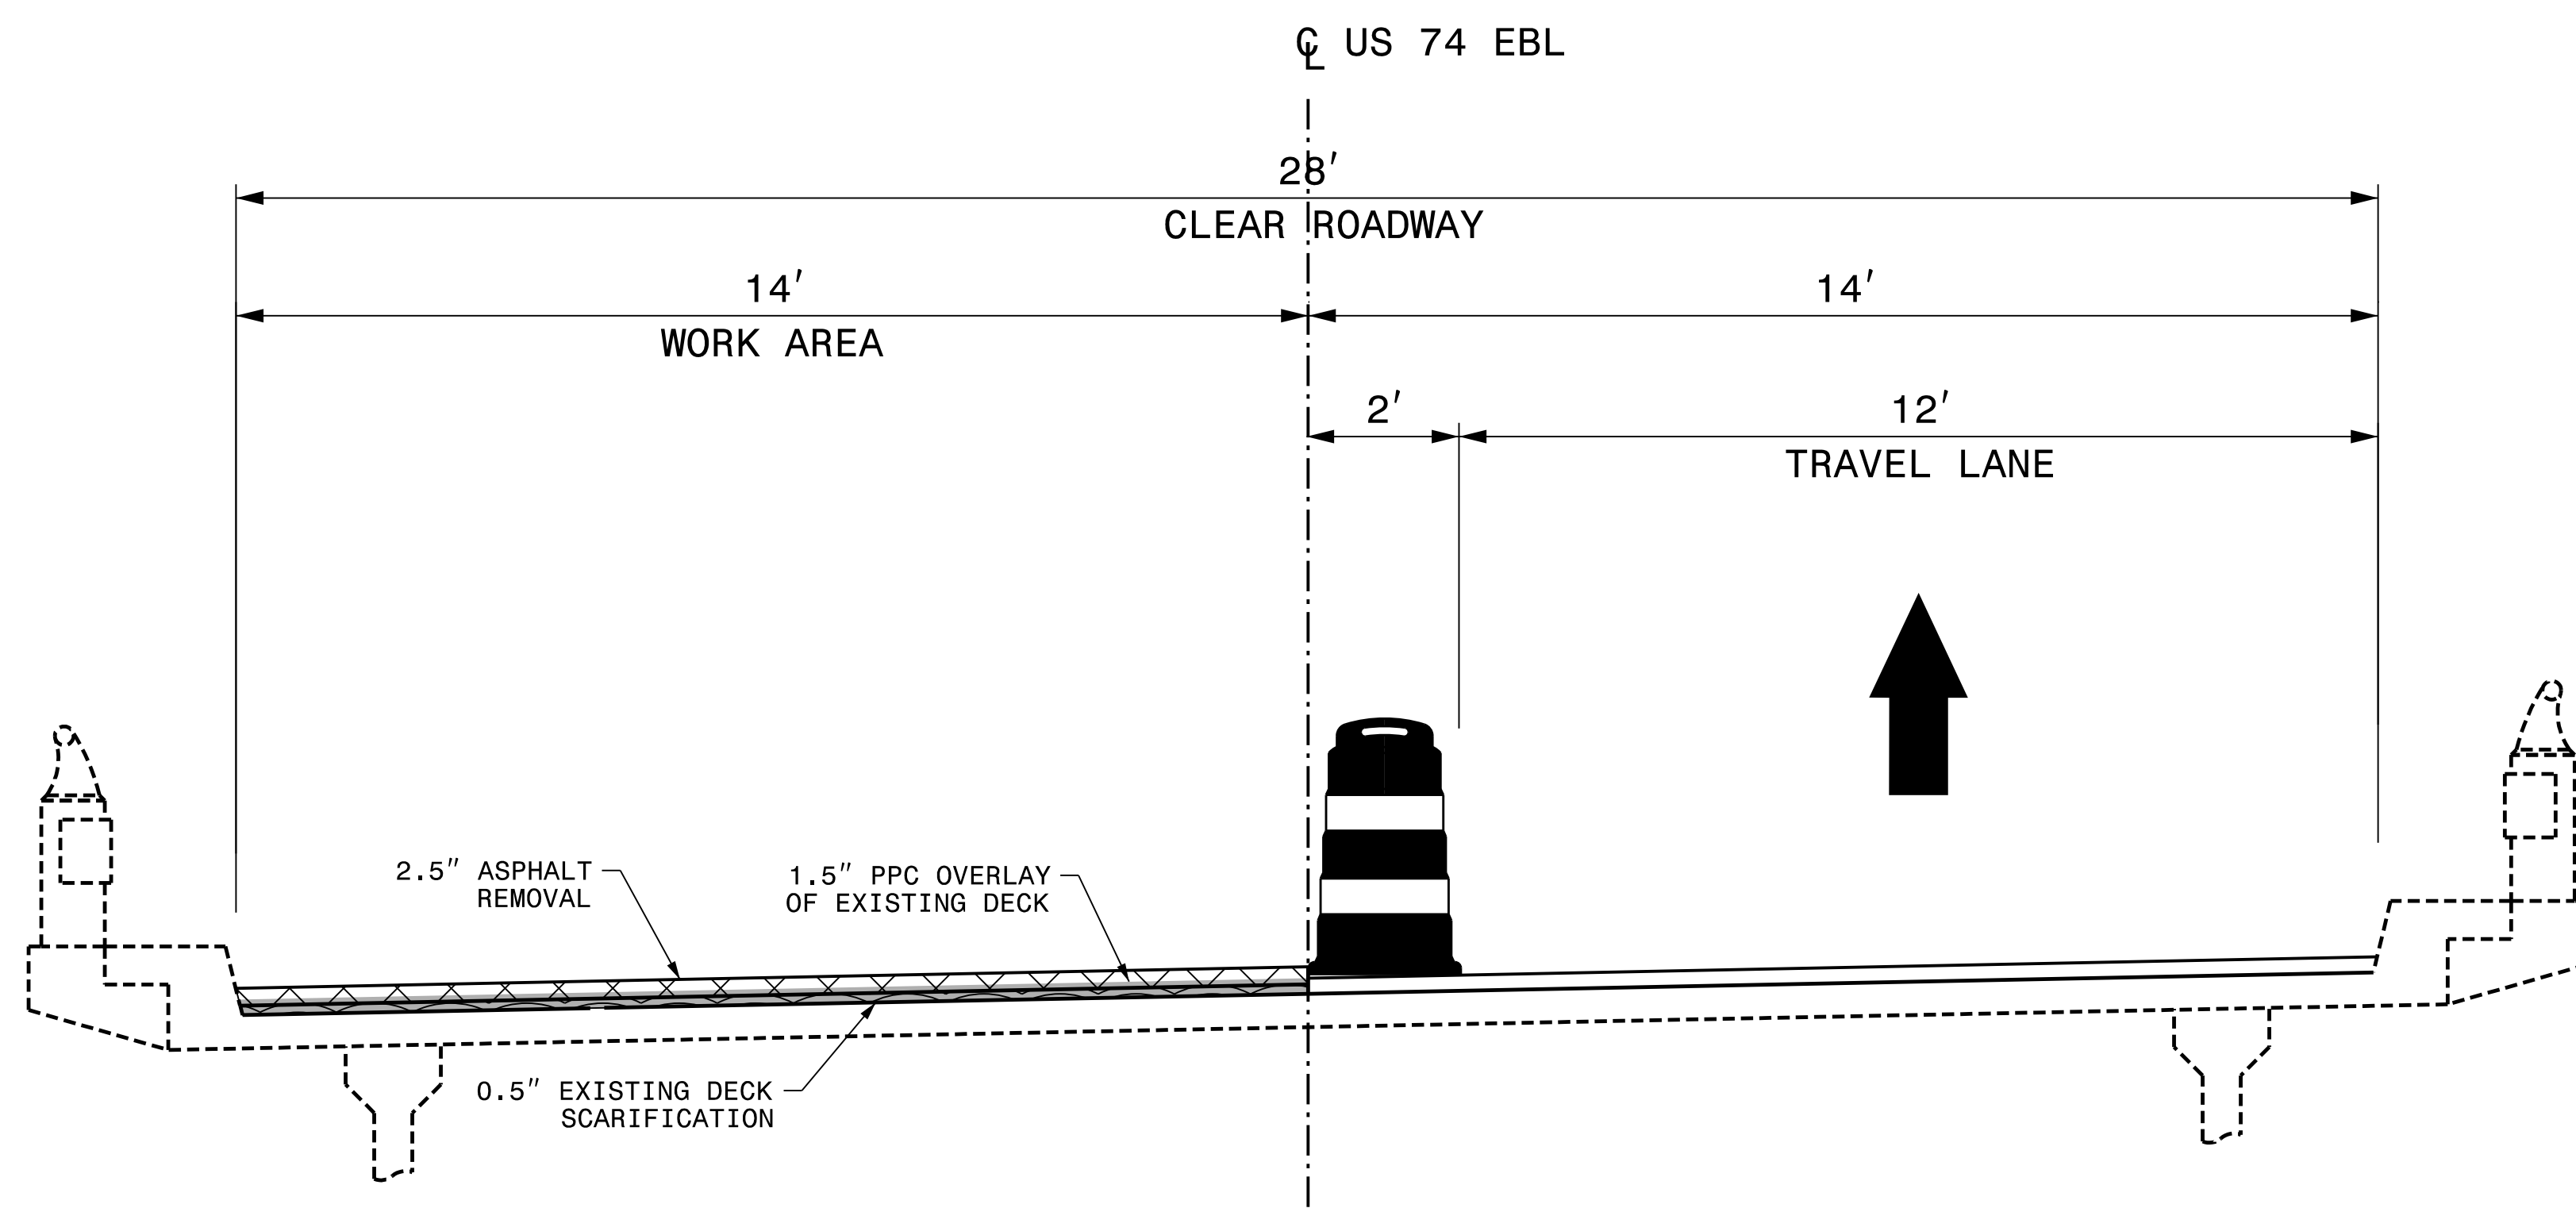 ℄ US 74 EBL
28'
CLEAR ROADWAY
14'
14'
WORK AREA
2'
12'
TRAVEL LANE
2.5" ASPHALT
REMOVAL
1.5" PPC OVERLAY
OF EXISTING DECK
0.5" EXISTING DECK
SCARIFICATION